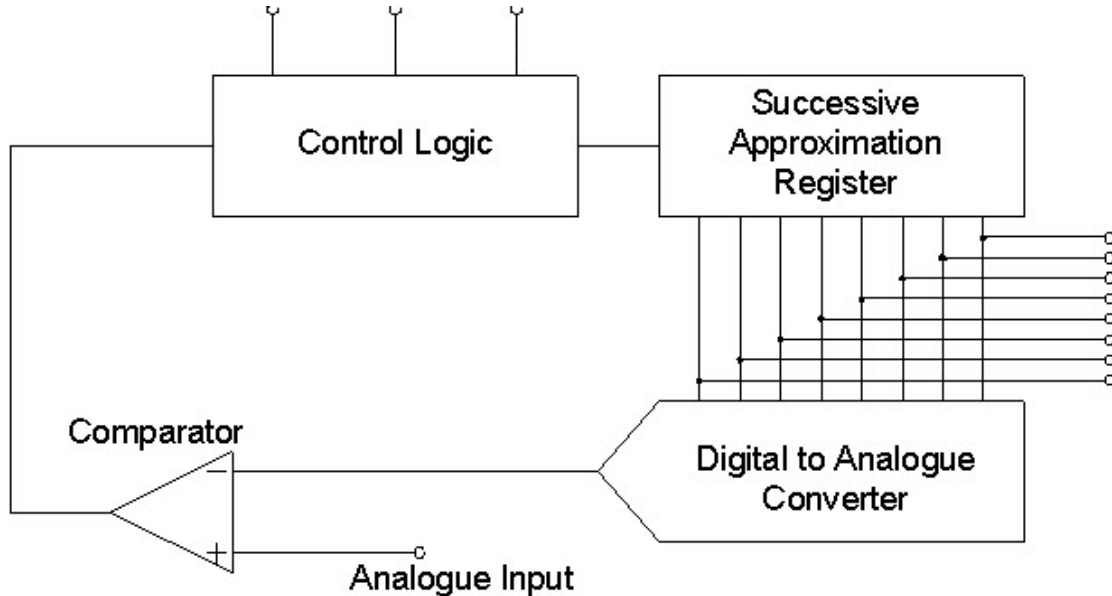 Control Logic
Successive
Approximation
Register
Comparator
Digital to Analogue
Converter
Analogue Input